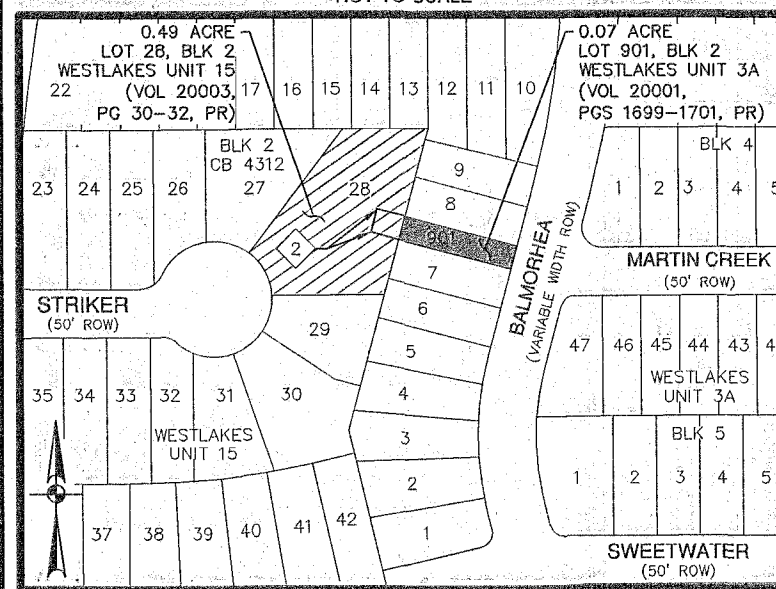 0.49 ACRE
LOT 28, BLK 2
WESTLAKES UNIT 15
(VOL 20003,
PG 30-32, PR)
0.07 ACRE
LOT 901, BLK 2
WESTLAKES UNIT 3A
(VOL 20001,
PGS 1699-1701, PR)
22
17
16
15
14
13
12
11
10
BLK 2
CB 4312
BLK 4
23
24
25
26
27
28
9
8
901
7
6
5
4
3
2
1
2
1
2
3
4
5
BALMORHEA
(VARIABLE WIDTH ROW)
MARTIN CREEK
(50' ROW)
STRIKER
(50' ROW)
29
30
31
32
33
34
35
WESTLAKES
UNIT 15
47
46
45
44
43
WESTLAKES
UNIT 3A
BLK 5
1
2
3
4
5
37
38
39
40
41
42
SWEETWATER
(50' ROW)